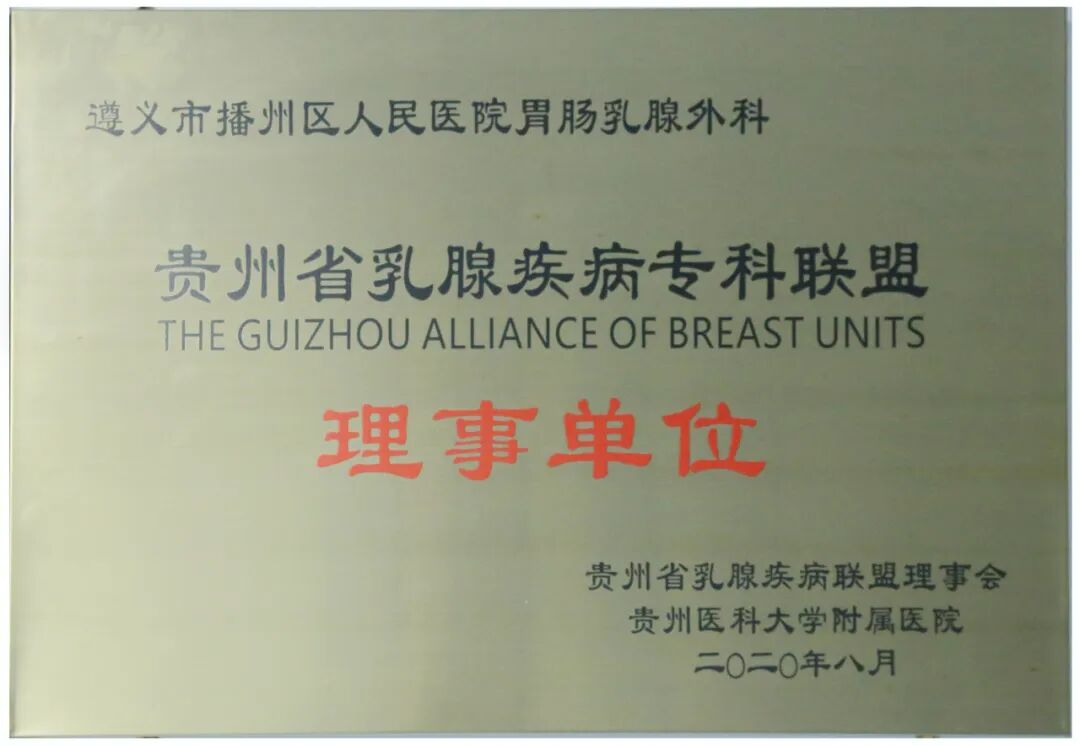 遵义市播州区人民医院胃肠乳腺外科
贵州省乳腺疾病专科联盟
THE GUIZHOU ALLIANCE OF BREAST UNITS
理事单位
贵州省乳腺疾病联盟理事会
贵州医科大学附属医院
二〇二〇年八月